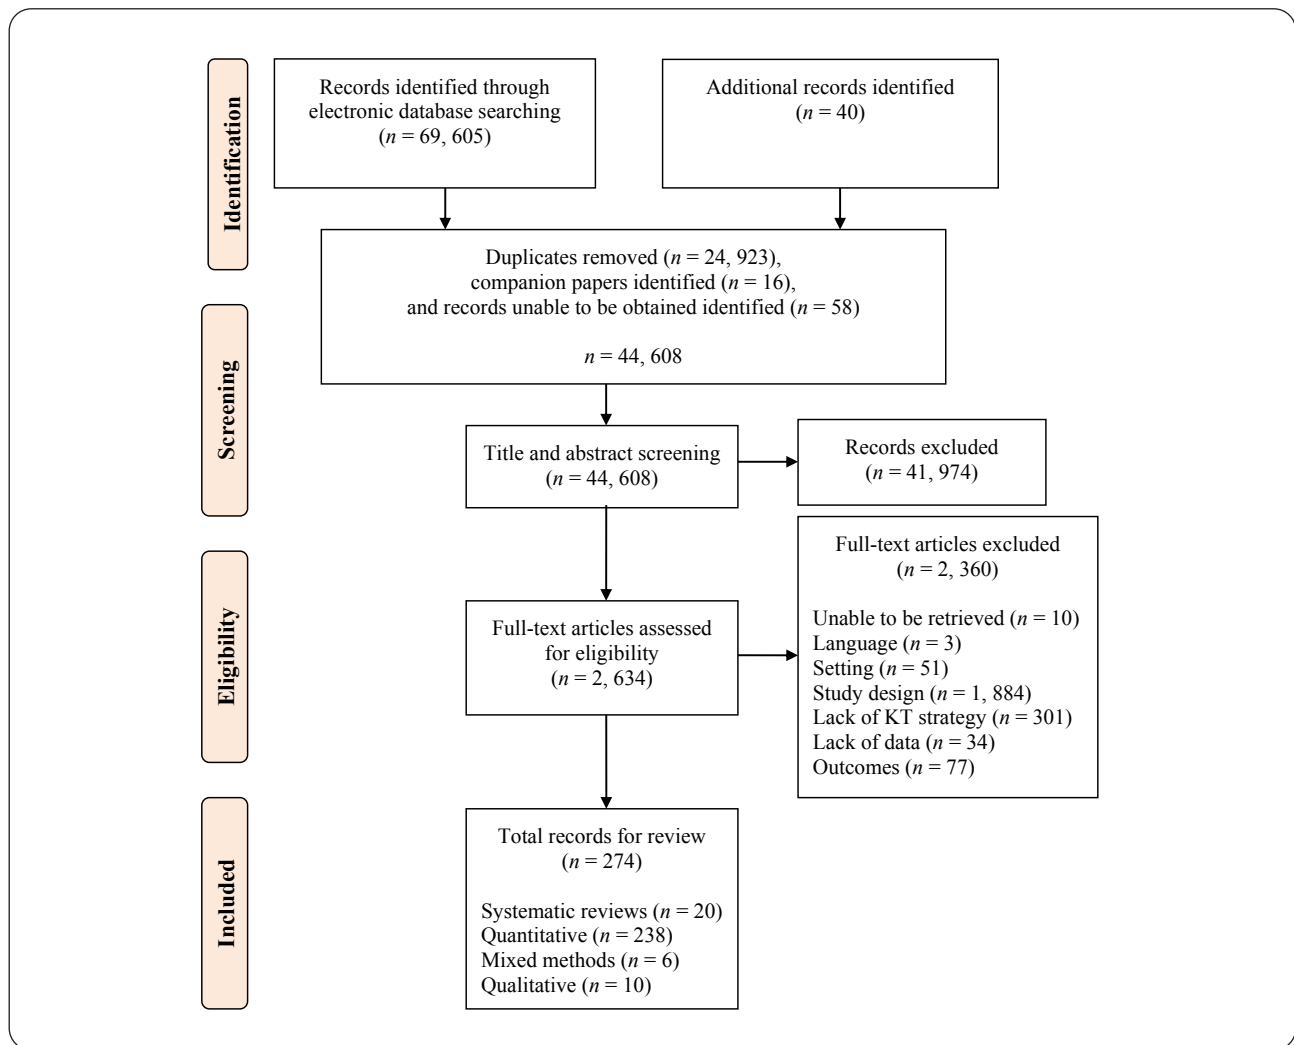 Identification
Records identified through
electronic database searching
(n = 69, 605)
Additional records identified
(n = 40)
Duplicates removed (n = 24, 923),
companion papers identified (n = 16),
and records unable to be obtained identified (n = 58)
n = 44, 608
Screening
Title and abstract screening
(n = 44, 608)
Records excluded
(n = 41, 974)
Eligibility
Full-text articles assessed
for eligibility
(n = 2, 634)
Full-text articles excluded
(n = 2, 360)
Unable to be retrieved (n = 10)
Language (n = 3)
Setting (n = 51)
Study design (n = 1, 884)
Lack of KT strategy (n = 301)
Lack of data (n = 34)
Outcomes (n = 77)
Included
Total records for review
(n = 274)
Systematic reviews (n = 20)
Quantitative (n = 238)
Mixed methods (n = 6)
Qualitative (n = 10)